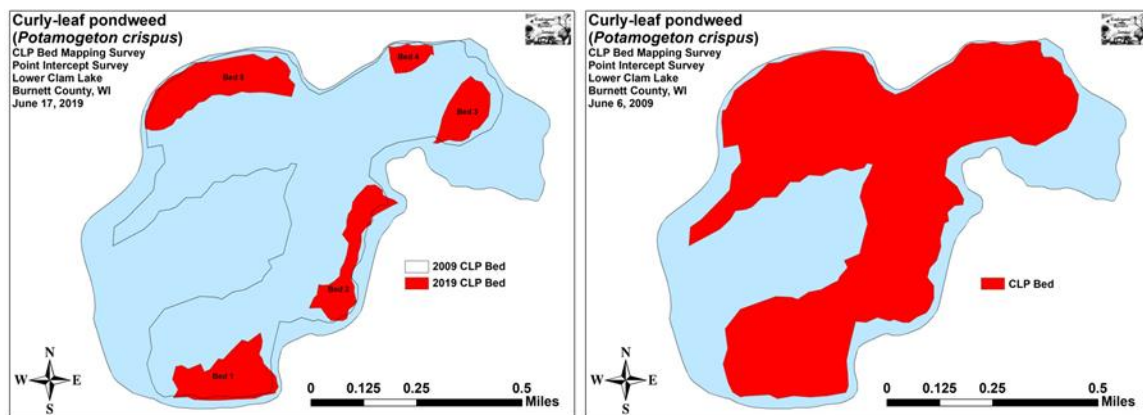 Curly-leaf pondweed
(Potamogeton crispus)
CLP Bed Mapping Survey
Point Intercept Survey
Lower Clam Lake
Burnett County, WI
June 17, 2019
Bed 5
Bed 4
Bed 3
Bed 2
Bed 1
2009 CLP Bed
2019 CLP Bed
N
W E
S
0 0.125 0.25 0.5
Miles
Curly-leaf pondweed
(Potamogeton crispus)
CLP Bed Mapping Survey
Point Intercept Survey
Lower Clam Lake
Burnett County, WI
June 6, 2009
CLP Bed
N
W E
S
0 0.125 0.25 0.5
Miles